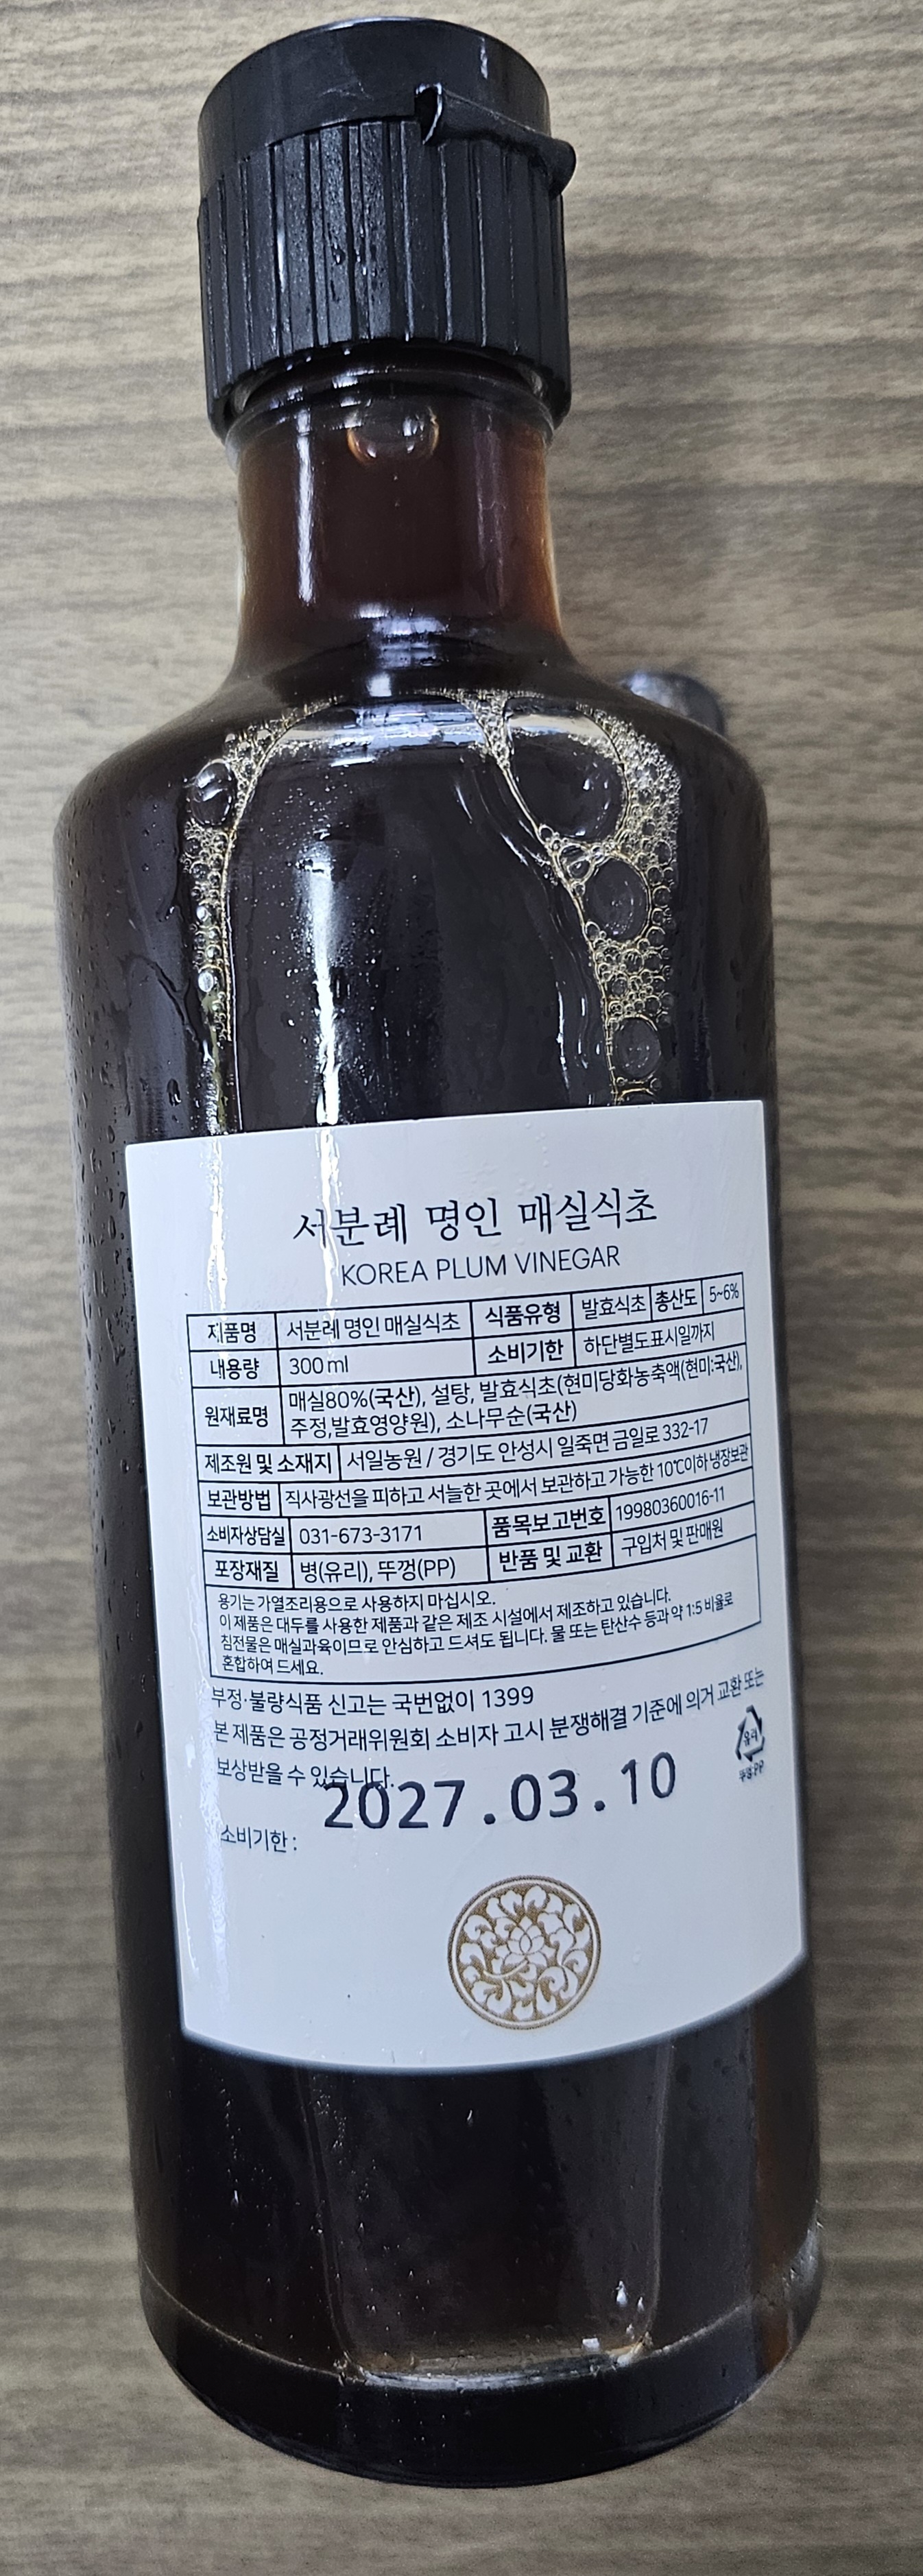 서분례 명인 매실식초
KOREA PLUM VINEGAR
제품명 서분례 명인 매실식초 식품유형 발효식초 총산도 5~6%
내용량 300ml 소비기한 하단별도표시일까지
원재료명 매실80%(국산), 설탕, 발효식초(현미당화농축액(현미:국산),
주정,발효영양원), 소나무순(국산)
제조원 및 소재지 서일농원 / 경기도 안성시 일죽면 금일로 332-17
보관방법 직사광선을 피하고 서늘한 곳에서 보관하고 가능한 10℃이하 냉장보관
소비자상담실 031-673-3171 품목보고번호 19980360016-11
포장재질 병(유리), 뚜껑(PP) 반품 및 교환 구입처 및 판매원
용기는 가열조리용으로 사용하지 마십시오.
이 제품은 대두를 사용한 제품과 같은 제조 시설에서 제조하고 있습니다.
침전물은 매실과육이므로 안심하고 드셔도 됩니다. 물 또는 탄산수 등과 약 1:5 비율로
혼합하여 드세요.
부정·불량식품 신고는 국번없이 1399
본 제품은 공정거래위원회 소비자 고시 분쟁해결 기준에 의거 교환 또는
보상받을 수 있습니다.
유리
뚜껑:PP
소비기한 : 2027.03.10